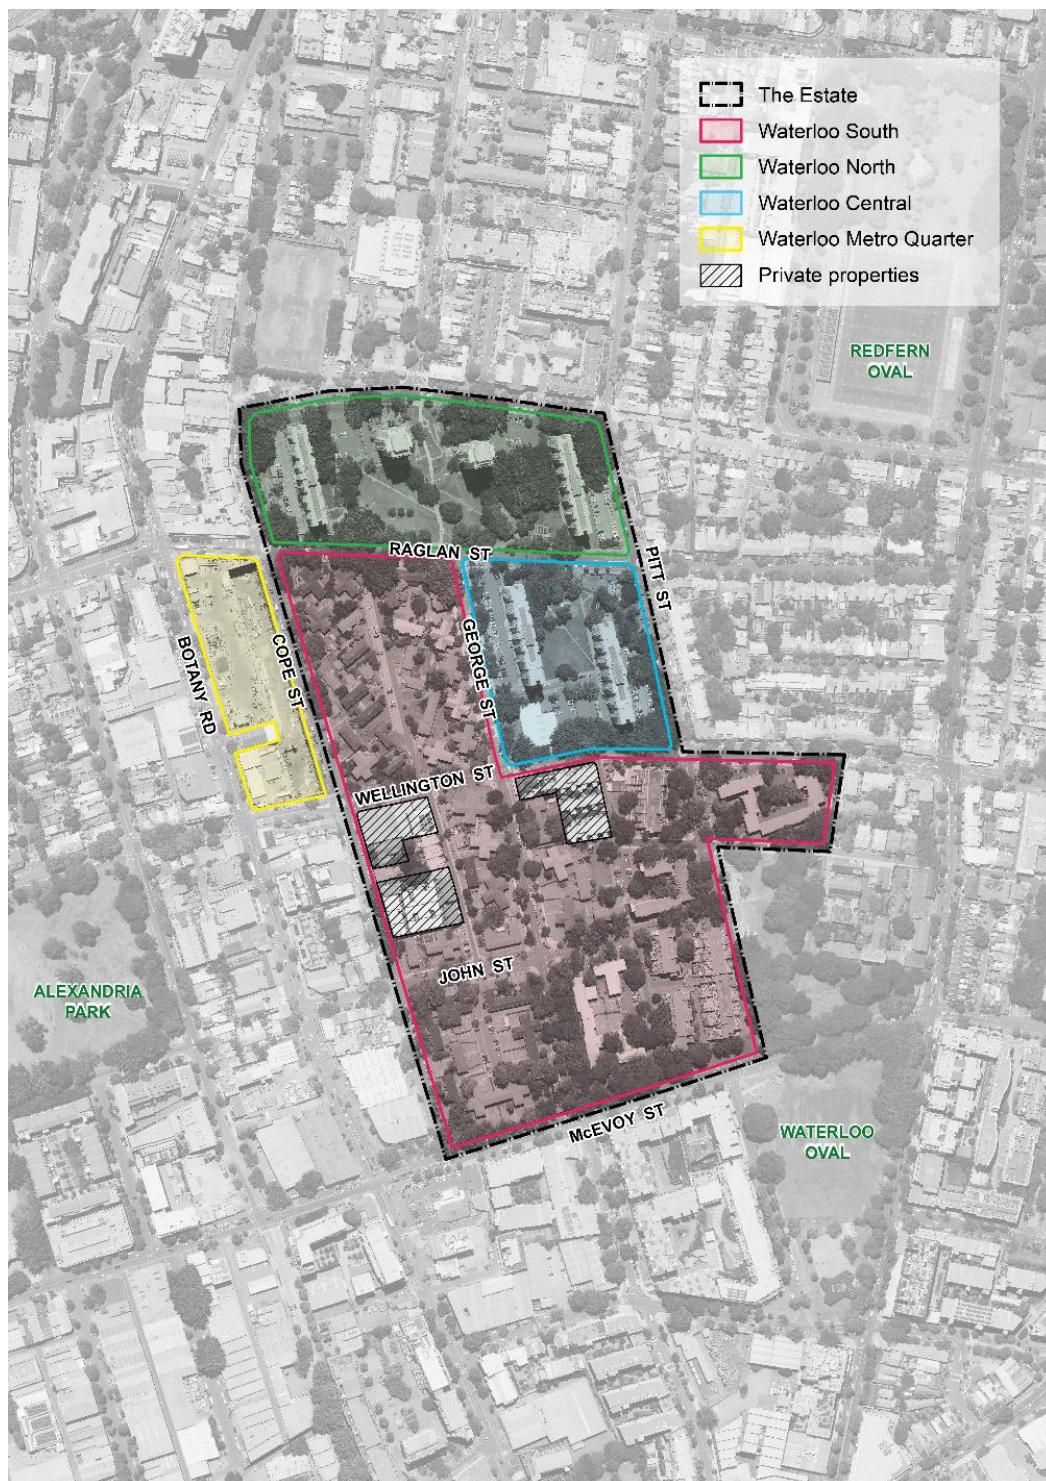 The Estate
Waterloo South
Waterloo North
Waterloo Central
Waterloo Metro Quarter
Private properties
REDFERN
OVAL
RAGLAN ST
PITT ST
GEORGE ST
COPE ST
BOTANY RD
WELLINGTON ST
JOHN ST
ALEXANDRIA
PARK
McEVOY ST
WATERLOO
OVAL